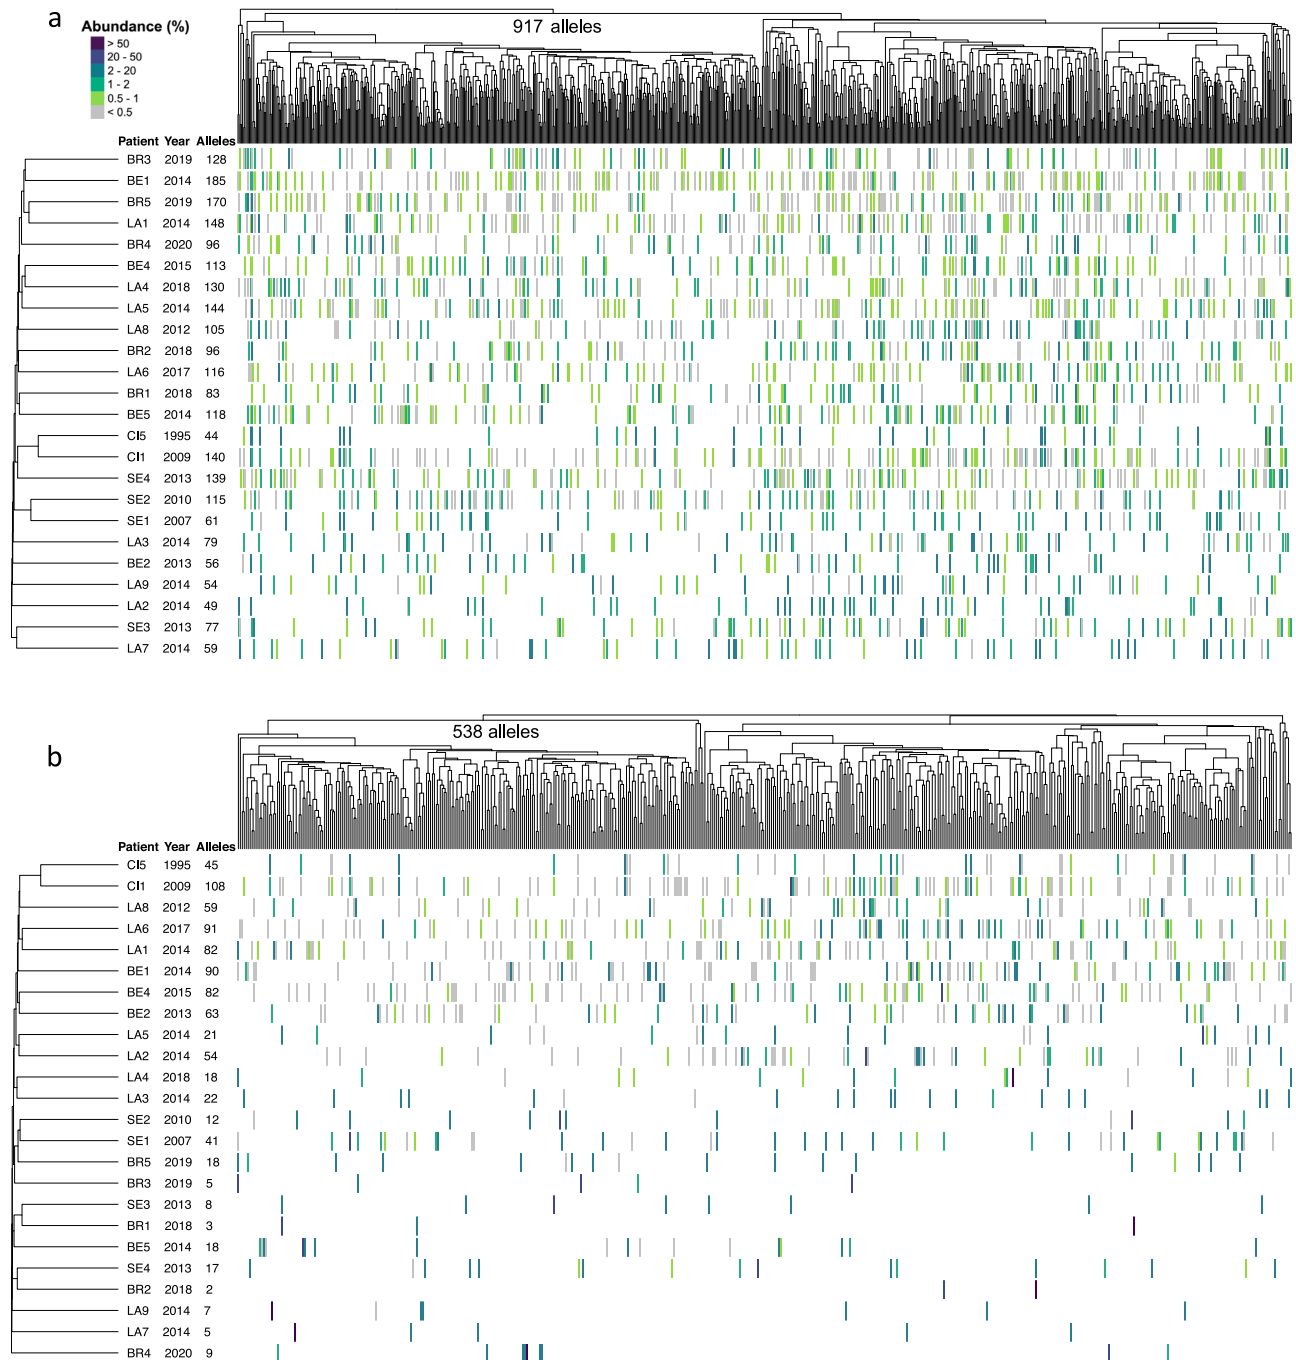 a
917 alleles
Abundance (%)
> 50
20 - 50
2 - 20
1 - 2
0.5 - 1
< 0.5
Patient Year Alleles
BR3 2019 128
BE1 2014 185
BR5 2019 170
LA1 2014 148
BR4 2020 96
BE4 2015 113
LA4 2018 130
LA5 2014 144
LA8 2012 105
BR2 2018 96
LA6 2017 116
BR1 2018 83
BE5 2014 118
CI5 1995 44
CI1 2009 140
SE4 2013 139
SE2 2010 115
SE1 2007 61
LA3 2014 79
BE2 2013 56
LA9 2014 54
LA2 2014 49
SE3 2013 77
LA7 2014 59
538 alleles
b
Patient Year Alleles
CI5 1995 45
CI1 2009 108
LA8 2012 59
LA6 2017 91
LA1 2014 82
BE1 2014 90
BE4 2015 82
BE2 2013 63
LA5 2014 21
LA2 2014 54
LA4 2018 18
LA3 2014 22
SE2 2010 12
SE1 2007 41
BR5 2019 18
BR3 2019 5
SE3 2013 8
BR1 2018 3
BE5 2014 18
SE4 2013 17
BR2 2018 2
LA9 2014 7
LA7 2014 5
BR4 2020 9